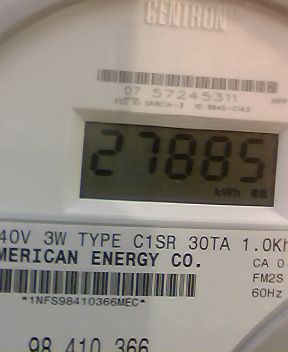 CENTRON®
07 57245311
27885
kWh
40V 3W TYPE C1SR 30TA 1.0Kh
MERICAN ENERGY CO.
CA 0
FM2S
60Hz
*1NFS98410366MEC*
98 410 366